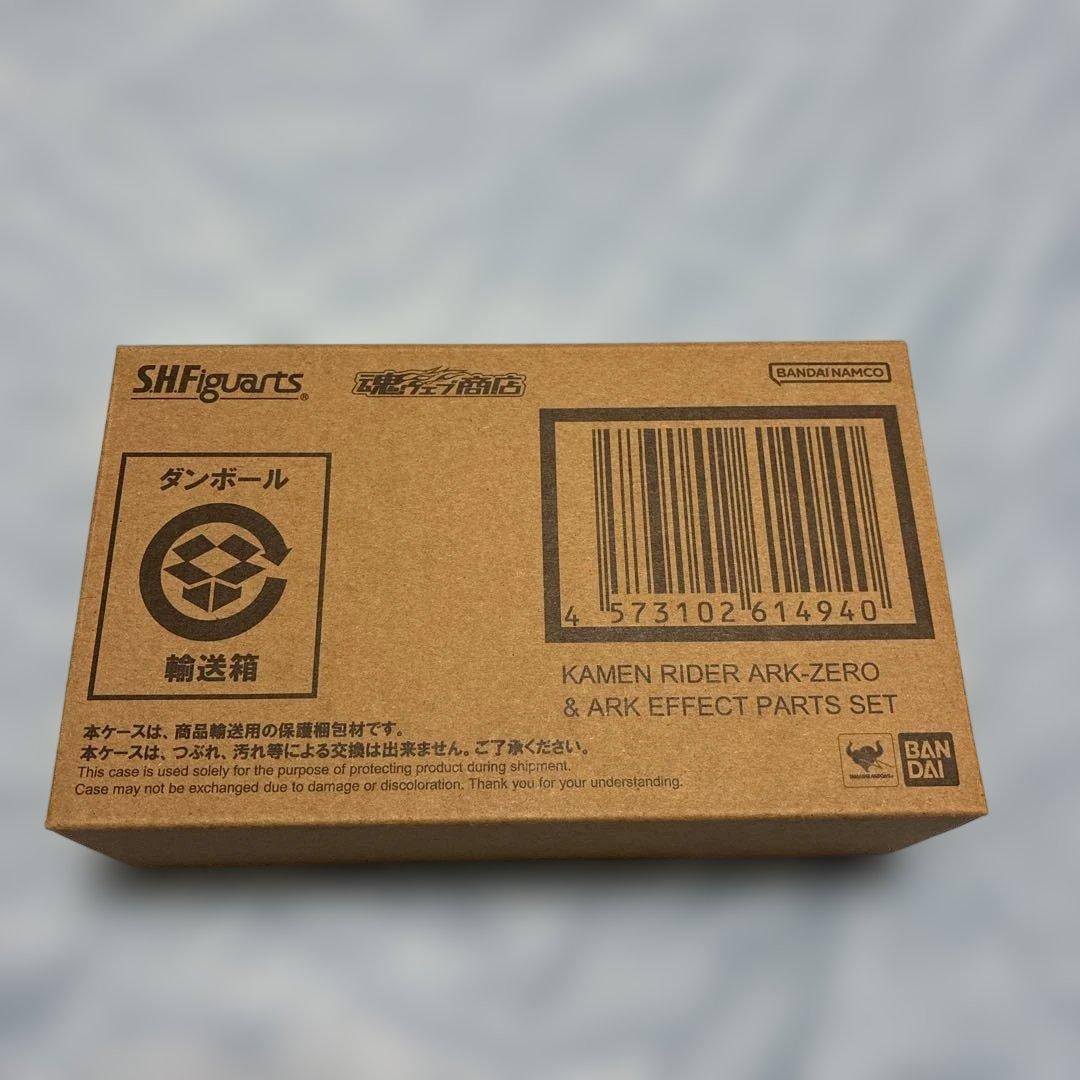 S.H.Figuarts®
魂ウェブ商店
BANDAI NAMCO
ダンボール
輸送箱
4 573102 614940
KAMEN RIDER ARK-ZERO
& ARK EFFECT PARTS SET
本ケースは、商品輸送用の保護梱包材です。
本ケースは、つぶれ、汚れ等による交換は出来ません。ご了承ください。
This case is used solely for the purpose of protecting product during shipment.
Case may not be exchanged due to damage or discoloration. Thank you for your understanding.
BAN
DAI